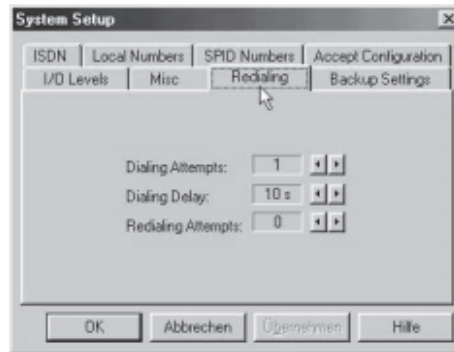 System Setup
ISDN Local Numbers SPID Numbers Accept Configuration
I/O Levels Misc Redialing Backup Settings
Dialing Attempts: 1
Dialing Delay: 10 s
Redialing Attempts: 0
OK Abbrechen Übernehmen Hilfe